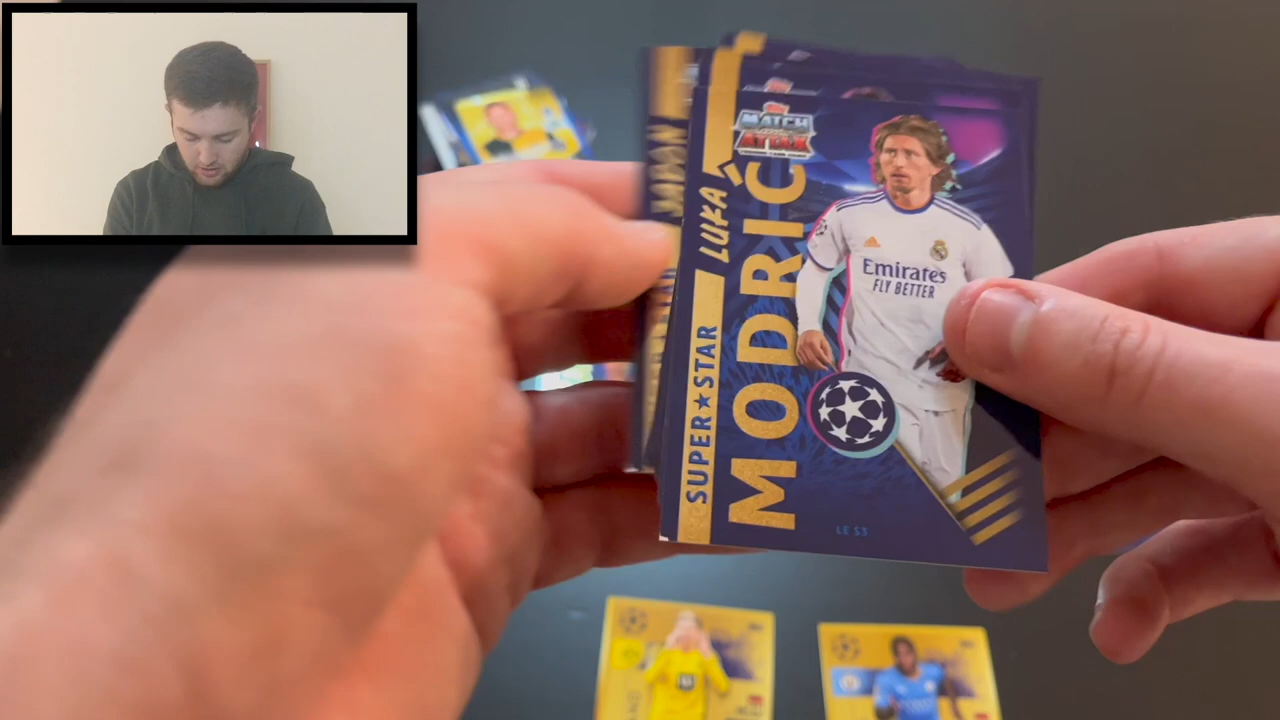 MATCH
ATTAX
LUKA
MODRIĆ
SUPER★STAR
Emirates
FLY BETTER
LE S3